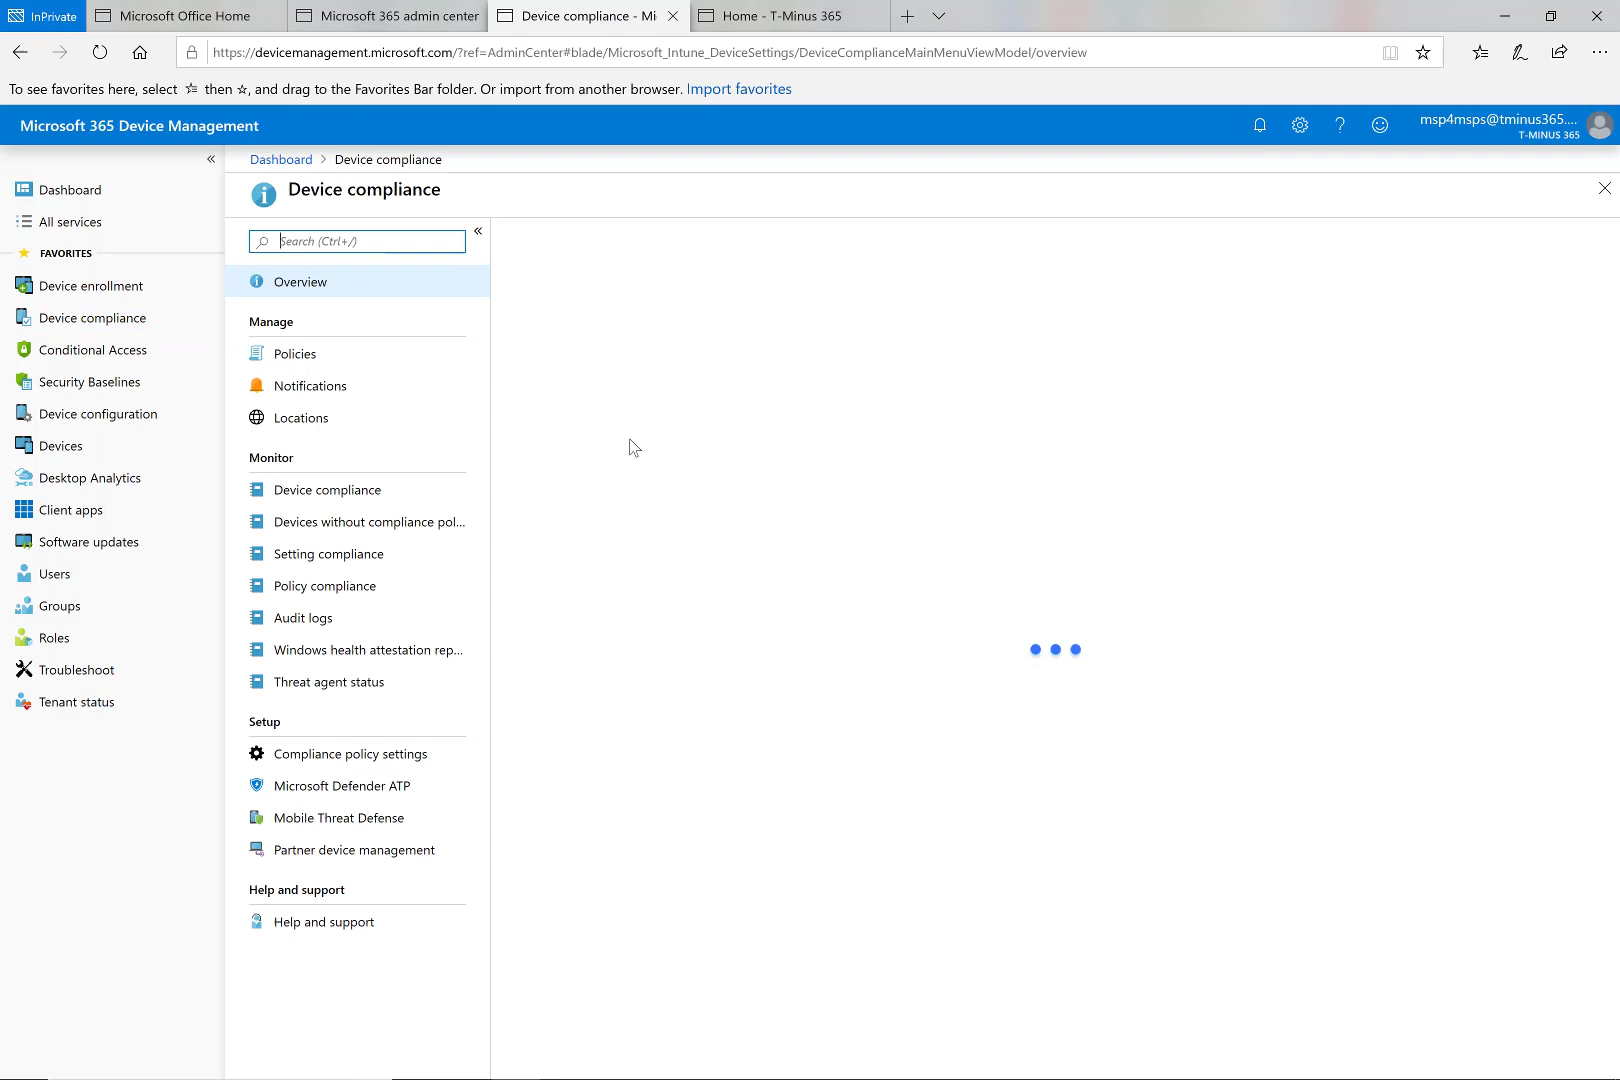 InPrivate
Microsoft Office Home
Microsoft 365 admin center
Device compliance - Mi
Home - T-Minus 365
https://devicemanagement.microsoft.com/?ref=AdminCenter#blade/Microsoft_Intune_DeviceSettings/DeviceComplianceMainMenuViewModel/overview
To see favorites here, select then ☆, and drag to the Favorites Bar folder. Or import from another browser. Import favorites
Microsoft 365 Device Management
msp4msps@tminus365....
T-MINUS 365
Dashboard > Device compliance
Device compliance
Dashboard
All services
FAVORITES
Device enrollment
Device compliance
Conditional Access
Security Baselines
Device configuration
Devices
Desktop Analytics
Client apps
Software updates
Users
Groups
Roles
Troubleshoot
Tenant status
Search (Ctrl+/)
Overview
Manage
Policies
Notifications
Locations
Monitor
Device compliance
Devices without compliance pol...
Setting compliance
Policy compliance
Audit logs
Windows health attestation rep...
Threat agent status
Setup
Compliance policy settings
Microsoft Defender ATP
Mobile Threat Defense
Partner device management
Help and support
Help and support